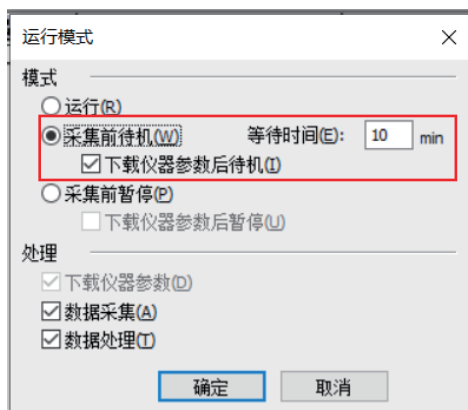 运行模式
模式
运行(R)
采集前待机(W) 等待时间(E): 10 min
下载仪器参数后待机(I)
采集前暂停(P)
下载仪器参数后暂停(U)
处理
下载仪器参数(D)
数据采集(A)
数据处理(T)
确定 取消